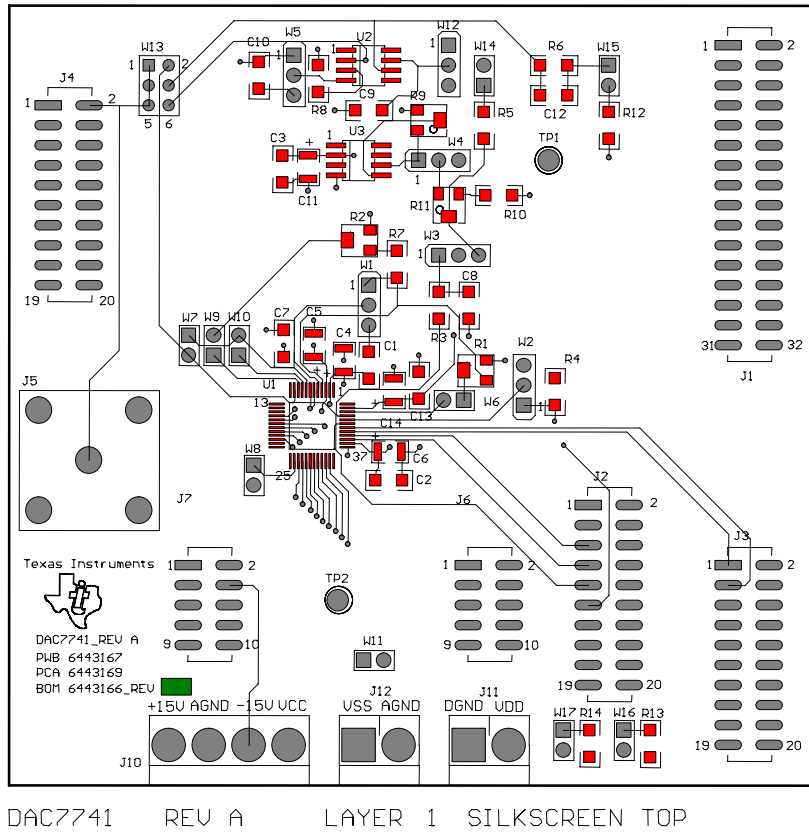 W13
J4
1
2
1
2
5
6
19
20
C10
W5
1
U2
1
W12
1
W14
R6
W15
C12
R12
1
2
31
32
J1
R8
C9
R9
R5
C3
+
1
U3
C11
W4
1
TP1
R11
R10
R2
R7
W3
1
W1
1
C8
R3
W7
W9
W10
C7
C5
C4
+
+
1
C1
R1
W2
1
R4
W6
U1
13
C13
+
C14
J5
J7
W8
25
37
+
C6
C2
J6
J2
1
2
19
20
J3
1
2
19
20
Texas Instruments
i
DAC7741_REV A
PWB 6443167
PCA 6443169
BOM 6443166_REV
1
2
9
10
TP2
1
2
9
10
W11
+15V AGND -15V VCC
J10
J12
VSS AGND
J11
DGND VDD
W17
R14
W16
R13
DAC7741 REV A LAYER 1 SILKSCREEN TOP